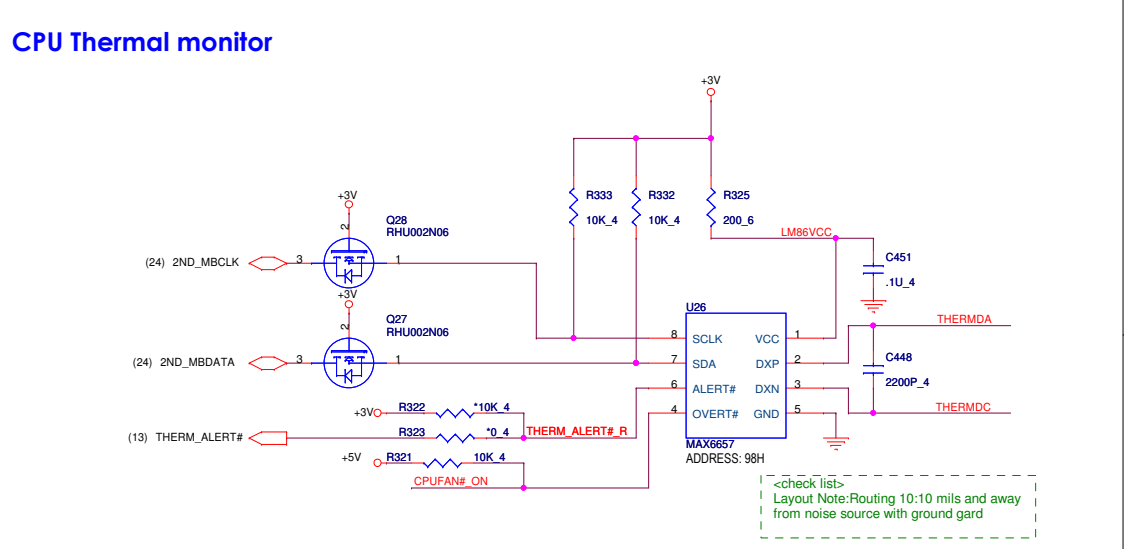 CPU Thermal monitor
+3V
R333
10K_4
R332
10K_4
R325
200_6
LM86VCC
C451
.1U_4
+3V
2
Q28
RHU002N06
(24) 2ND_MBCLK
3
1
+3V
2
Q27
RHU002N06
(24) 2ND_MBDATA
3
1
U26
8 SCLK VCC 1
7 SDA DXP 2
6 ALERT# DXN 3
4 OVERT# GND 5
MAX6657
ADDRESS: 98H
THERMDA
C448
2200P_4
THERMDC
+3V R322 *10K_4
(13) THERM_ALERT# R323 *0_4 THERM_ALERT#_R
+5V R321 10K_4
CPUFAN#_ON
<check list>
Layout Note:Routing 10:10 mils and away
from noise source with ground gard